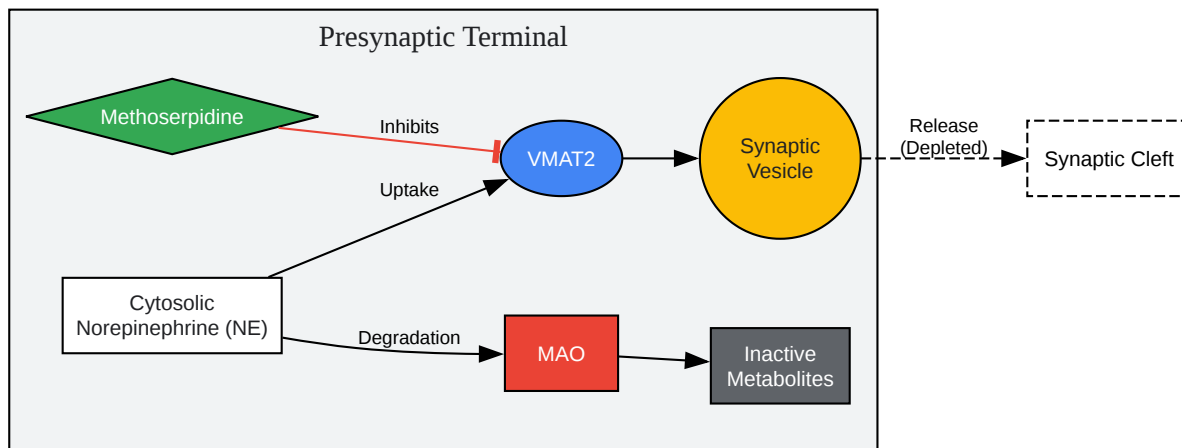 Presynaptic Terminal
Methoserpidine
Inhibits
VMAT2
Synaptic
Vesicle
Release
(Depleted)
Synaptic Cleft
Uptake
Cytosolic
Norepinephrine (NE)
Degradation
MAO
Inactive
Metabolites